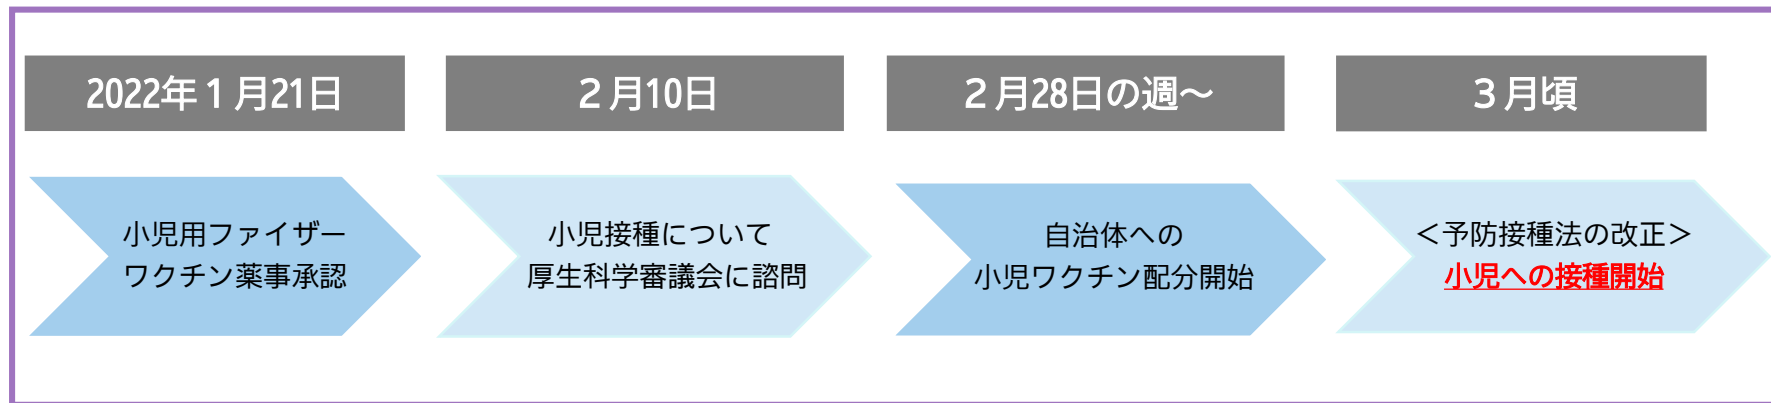 2022年１月21日
２月10日
２月28日の週～
３月頃
小児用ファイザー
ワクチン薬事承認
小児接種について
厚生科学審議会に諮問
自治体への
小児ワクチン配分開始
＜予防接種法の改正＞
小児への接種開始